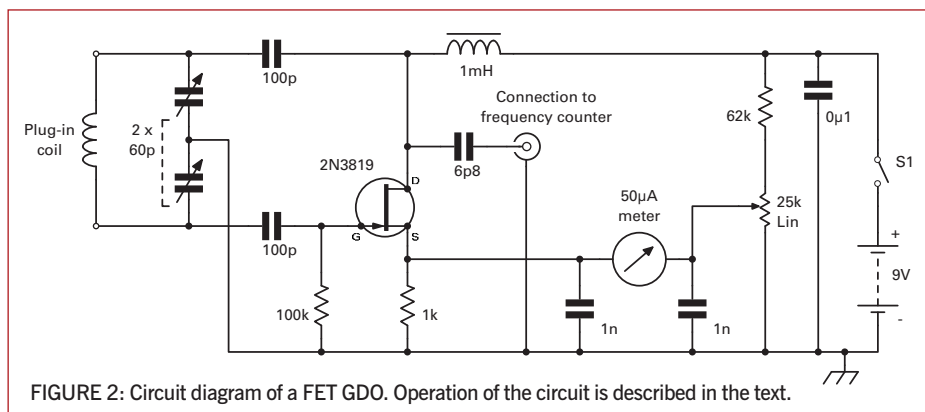 100p
1mH
Connection to
frequency counter
Plug-in
coil
2 x
60p
62k
0µ1
2N3819
6p8
S1
D
G
S
50µA
meter
25k
Lin
+
9V
-
100p
100k
1k
1n
1n
FIGURE 2: Circuit diagram of a FET GDO. Operation of the circuit is described in the text.